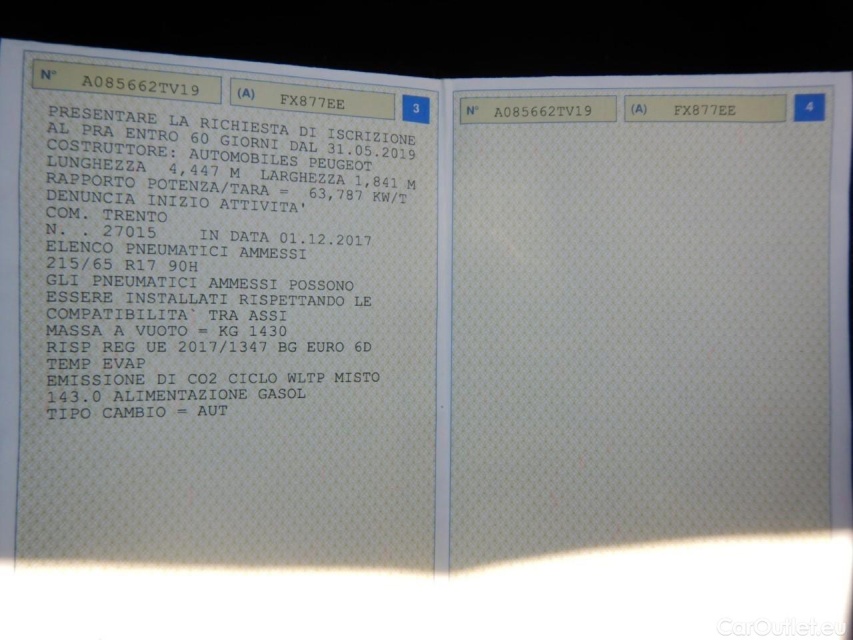 N° A085662TV19 (A) FX877EE 3
PRESENTARE LA RICHIESTA DI ISCRIZIONE
AL PRA ENTRO 60 GIORNI DAL 31.05.2019
COSTRUTTORE: AUTOMOBILES PEUGEOT
LUNGHEZZA 4,447 M LARGHEZZA 1,841 M
RAPPORTO POTENZA/TARA = 63,787 KW/T
DENUNCIA INIZIO ATTIVITA'
COM. TRENTO
N. . 27015 IN DATA 01.12.2017
ELENCO PNEUMATICI AMMESSI
215/65 R17 90H
GLI PNEUMATICI AMMESSI POSSONO
ESSERE INSTALLATI RISPETTANDO LE
COMPATIBILITA` TRA ASSI
MASSA A VUOTO = KG 1430
RISP REG UE 2017/1347 BG EURO 6D
TEMP EVAP
EMISSIONE DI CO2 CICLO WLTP MISTO
143.0 ALIMENTAZIONE GASOL
TIPO CAMBIO = AUT
N° A085662TV19 (A) FX877EE 4
CarOutlet.eu